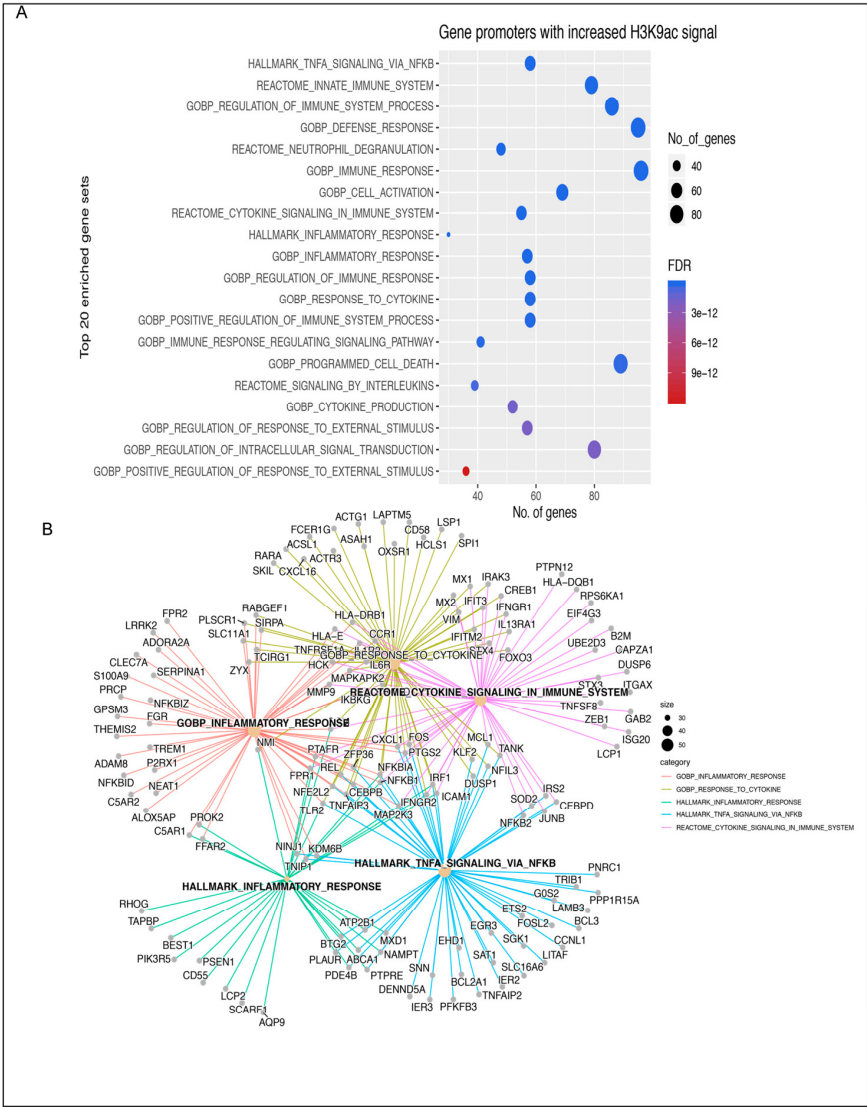 A
Gene promoters with increased H3K9ac signal
Top 20 enriched gene sets
HALLMARK_TNFA_SIGNALING_VIA_NFKB
REACTOME_INNATE_IMMUNE_SYSTEM
GOBP_REGULATION_OF_IMMUNE_SYSTEM_PROCESS
GOBP_DEFENSE_RESPONSE
REACTOME_NEUTROPHIL_DEGRANULATION
GOBP_IMMUNE_RESPONSE
GOBP_CELL_ACTIVATION
REACTOME_CYTOKINE_SIGNALING_IN_IMMUNE_SYSTEM
HALLMARK_INFLAMMATORY_RESPONSE
GOBP_INFLAMMATORY_RESPONSE
GOBP_REGULATION_OF_IMMUNE_RESPONSE
GOBP_RESPONSE_TO_CYTOKINE
GOBP_POSITIVE_REGULATION_OF_IMMUNE_SYSTEM_PROCESS
GOBP_IMMUNE_RESPONSE_REGULATING_SIGNALING_PATHWAY
GOBP_PROGRAMMED_CELL_DEATH
REACTOME_SIGNALING_BY_INTERLEUKINS
GOBP_CYTOKINE_PRODUCTION
GOBP_REGULATION_OF_RESPONSE_TO_EXTERNAL_STIMULUS
GOBP_REGULATION_OF_INTRACELLULAR_SIGNAL_TRANSDUCTION
GOBP_POSITIVE_REGULATION_OF_RESPONSE_TO_EXTERNAL_STIMULUS
40 60 80
No. of genes
No_of_genes
40
60
80
FDR
3e-12
6e-12
9e-12
B
ACTG1 LAPTM5
FCER1G CD58 LSP1
ACSL1 ASAH1 HCLS1 SPI1
RARA ACTR3 OXSR1
SKIL CXCL16
PTPN12
MX1 IRAK3 HLA-DQB1
CREB1 RPS6KA1
MX2 IFIT3
FPR2 RABGEF1 HLA-DRB1 VIM IFNGR1 EIF4G3
LRRK2 PLSCR1 SIRPA
SLC11A1 HLA-E CCR1 IFITM2 IL13RA1 B2M
ADORA2A UBE2D3
TNFRSF1A STX4 CAPZA1
CLEC7A TCIRG1 GOBP_RESPONSE_TO_CYTOKINE FOXO3
S100A9 SERPINA1 ZYX HCK IL6R DUSP6
MAPKAPK2 STX3
PRCP MMP9 REACTOME_CYTOKINE_SIGNALING_IN_IMMUNE_SYSTEM ITGAX
NFKBIZ IKBKG TNFSF8
GPSM3 FGR GAB2
GOBP_INFLAMMATORY_RESPONSE ZEB1
THEMIS2 ISG20
NMI CXCL1 FOS MCL1 LCP1
TREM1 PTAFR ZFP36 PTGS2 TANK
ADAM8 P2RX1 REL KLF2
NFKBID FPR1 NFKBIA NFIL3
NEAT1 NFKB1 IRF1 DUSP1
C5AR2 NFE2L2 CEBPB IRS2
ALOX5AP TNFAIP3 IFNGR2 ICAM1 SOD2 CEBPD
PROK2 TLR2 MAP2K3 JUNB
C5AR1 NFKB2
FFAR2 NINJ1 KDM6B
TNIP1 HALLMARK_TNFA_SIGNALING_VIA_NFKB PNRC1
HALLMARK_INFLAMMATORY_RESPONSE TRIB1
G0S2 PPP1R15A
RHOG ETS2 LAMB3
TAPBP ATP2B1 FOSL2 BCL3
EGR3
BEST1 BTG2 MXD1 EHD1 SGK1 CCNL1
PIK3R5 PSEN1 PLAUR ABCA1 NAMPT SAT1 LITAF
SNN SLC16A6
CD55 PDE4B PTPRE BCL2A1 IER2
DENND5A TNFAIP2
LCP2 IER3 PFKFB3
SCARF1
AQP9
size
30
40
50
category
GOBP_INFLAMMATORY_RESPONSE
GOBP_RESPONSE_TO_CYTOKINE
HALLMARK_INFLAMMATORY_RESPONSE
HALLMARK_TNFA_SIGNALING_VIA_NFKB
REACTOME_CYTOKINE_SIGNALING_IN_IMMUNE_SYSTEM